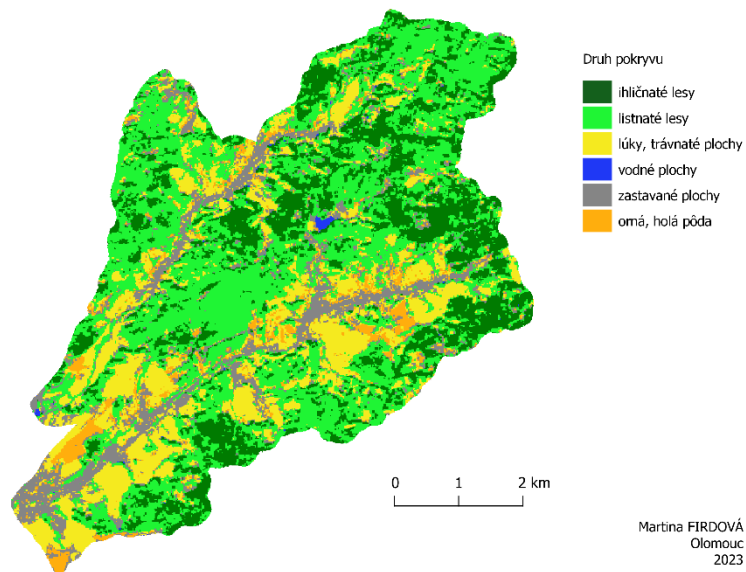 Druh pokryvu
ihličnaté lesy
listnaté lesy
lúky, trávnaté plochy
vodné plochy
zastavané plochy
orná, holá pôda
0 1 2 km
Martina FIRDOVÁ
Olomouc
2023